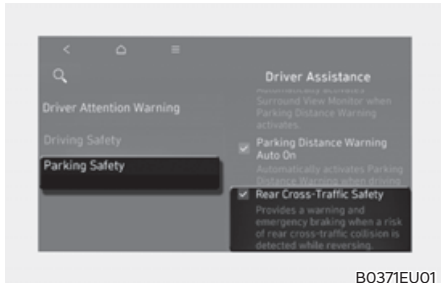 Driver Assistance
Driver Attention Warning
Driving Safety
Parking Safety
Automatically activates
Surround View Monitor when
Parking Distance Warning
activates.
Parking Distance Warning
Auto On
Automatically activates Parking
Distance Warning when driving
Rear Cross-Traffic Safety
Provides a warning and
emergency braking when a risk
of rear cross-traffic collision is
detected while reversing.
B0371EU01